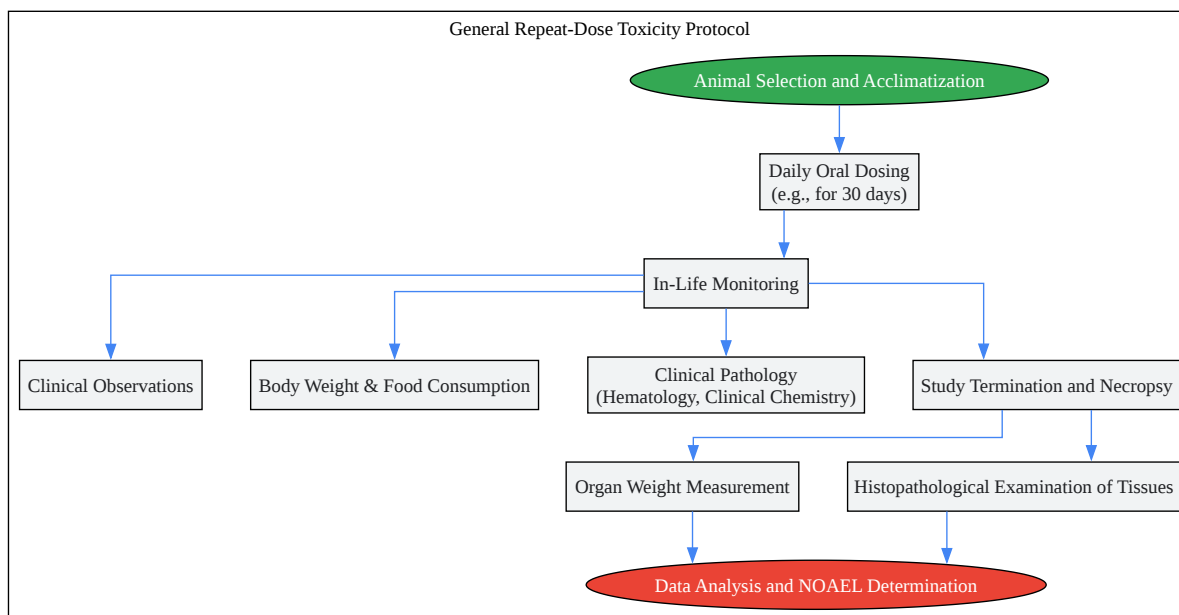 General Repeat-Dose Toxicity Protocol
Animal Selection and Acclimatization
Daily Oral Dosing
(e.g., for 30 days)
In-Life Monitoring
Clinical Observations
Body Weight & Food Consumption
Clinical Pathology
(Hematology, Clinical Chemistry)
Study Termination and Necropsy
Organ Weight Measurement
Histopathological Examination of Tissues
Data Analysis and NOAEL Determination